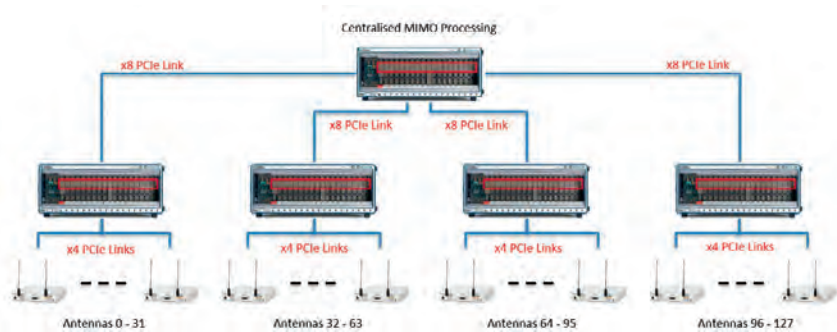 Centralised MIMO Processing
x8 PCIe Link
x8 PCIe Link
x8 PCIe Link
x8 PCIe Link
x4 PCIe Links
x4 PCIe Links
x4 PCIe Links
x4 PCIe Links
Antennas 0 - 31
Antennas 32 - 63
Antennas 64 - 95
Antennas 96 - 127